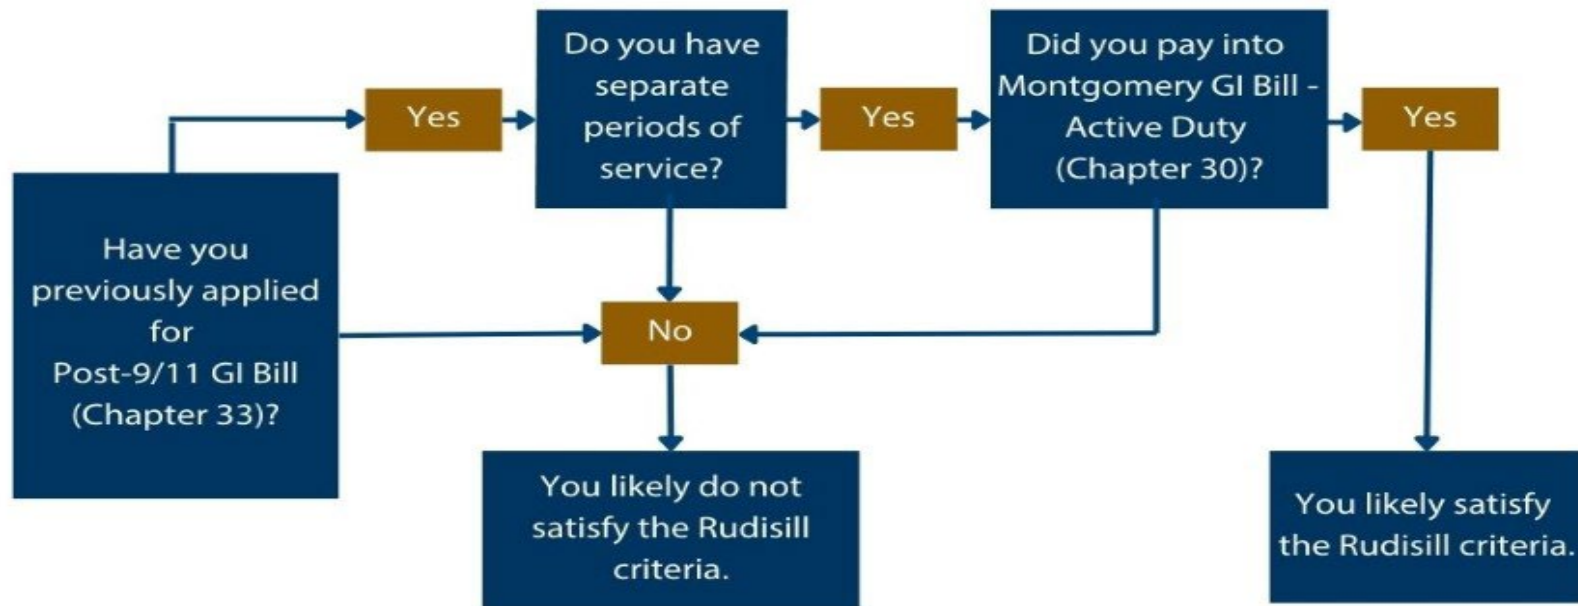 Have you
previously applied
for
Post-9/11 GI Bill
(Chapter 33)?
Yes
Do you have
separate
periods of
service?
Yes
Did you pay into
Montgomery GI Bill -
Active Duty
(Chapter 30)?
Yes
No
You likely do not
satisfy the Rudisill
criteria.
You likely satisfy
the Rudisill criteria.